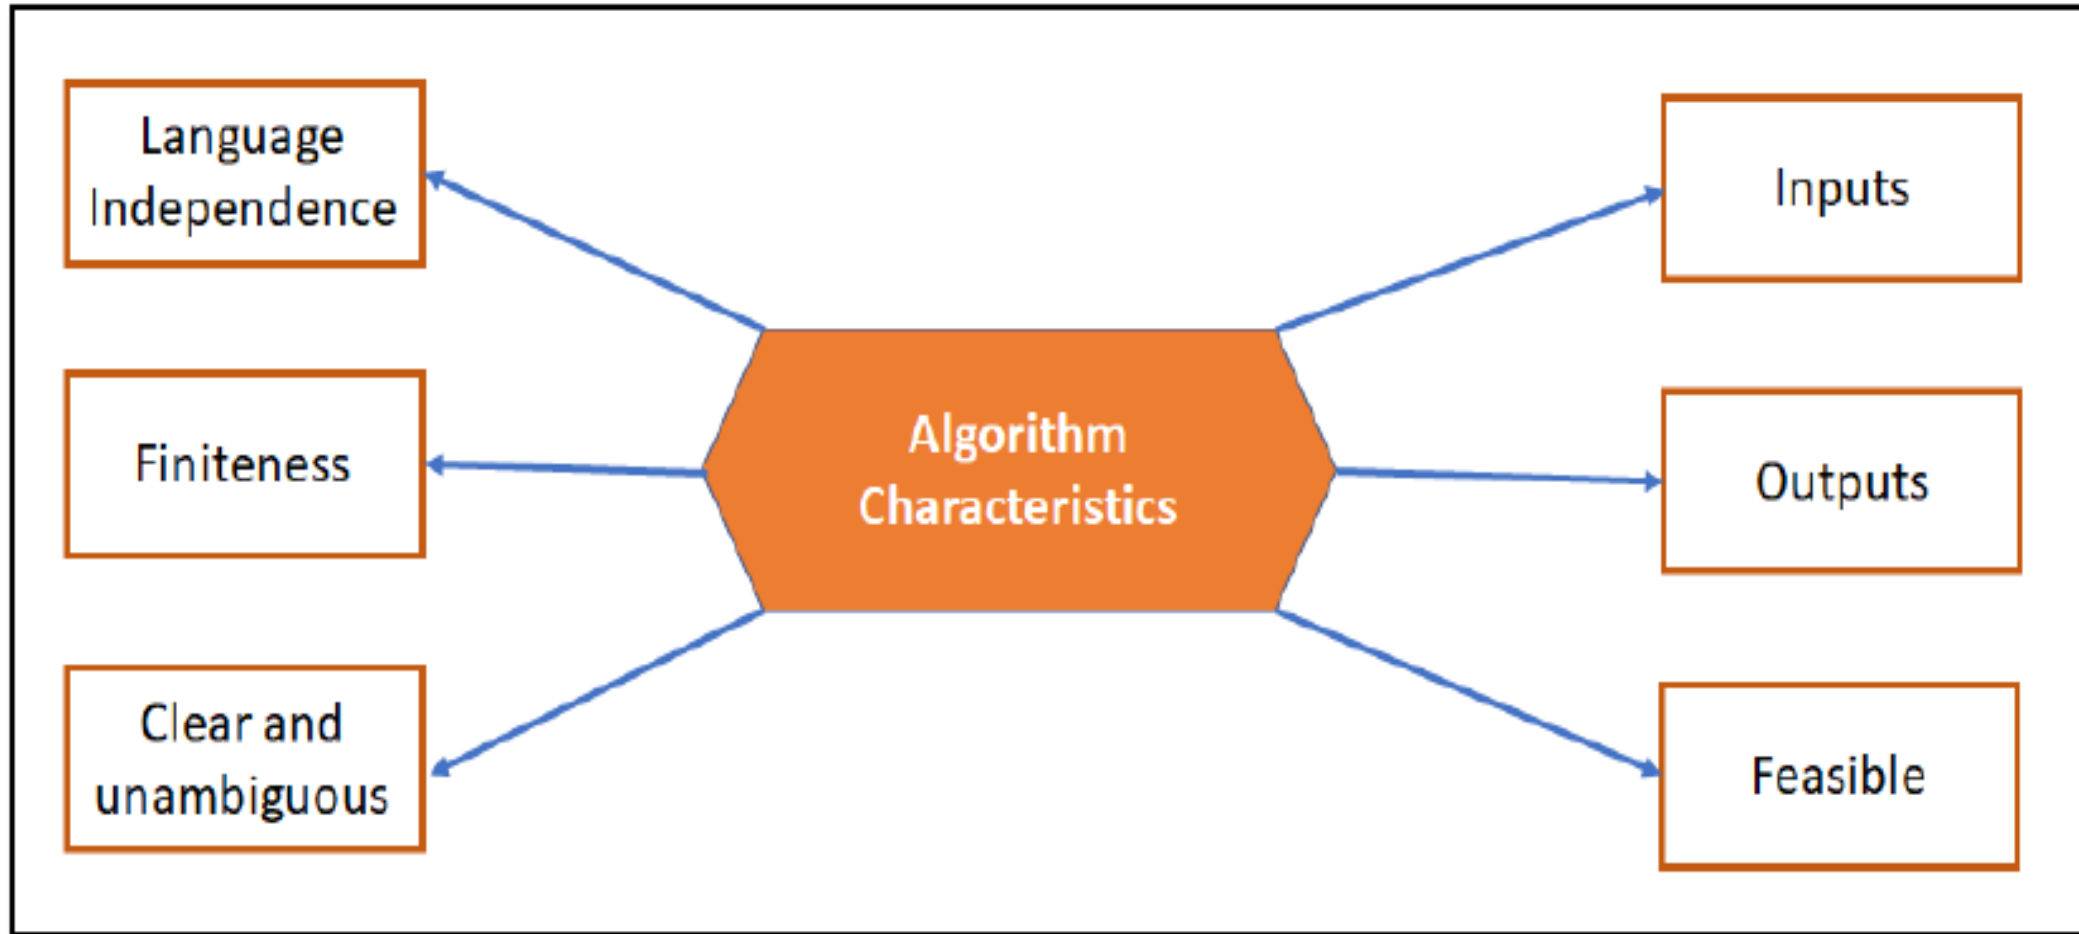 Language
Independence
Finiteness
Clear and
unambiguous
Algorithm
Characteristics
Inputs
Outputs
Feasible